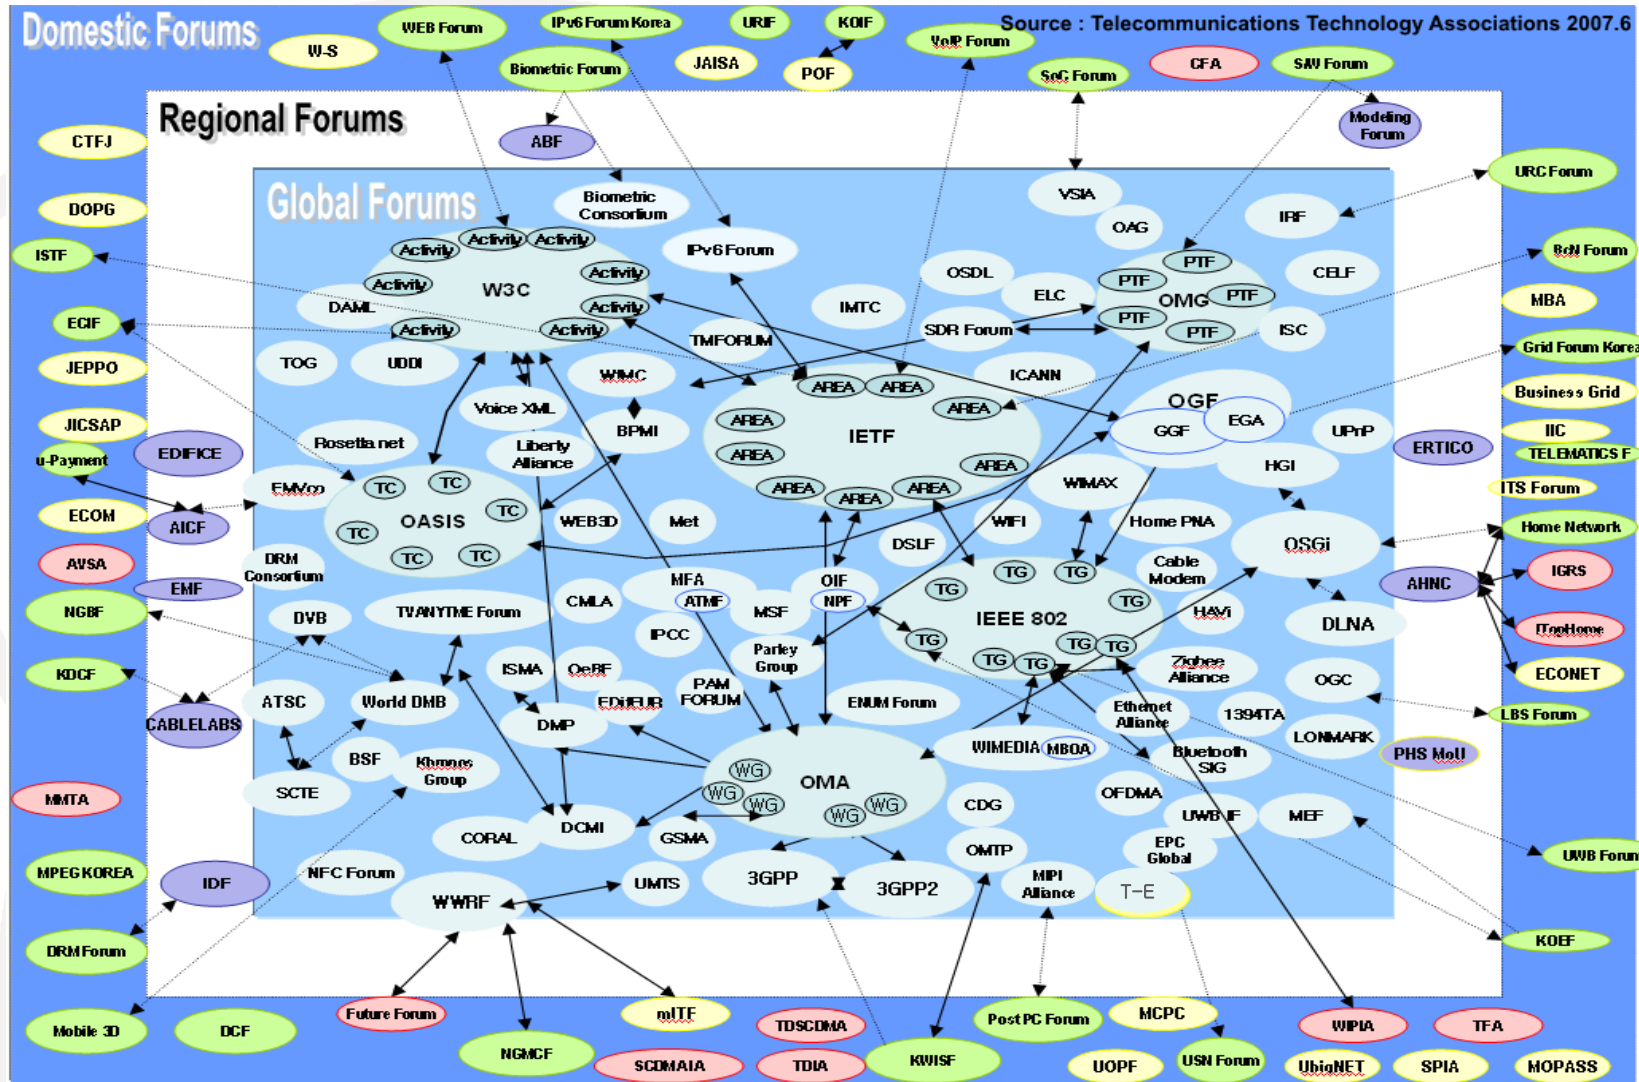 Domestic Forums
Source : Telecommunications Technology Associations 2007.6
WEB Forum
IPv6 Forum Korea
URIF
KOIF
VoIP Forum
W-S
Biometric Forum
JAISA
POF
SoC Forum
CFA
SAV Forum
Regional Forums
ABF
Modeling
Forum
CTFJ
DOPG
ISTF
ECIF
JEPPO
JICSAP
u-Payment
EDIFICE
ECOM
AICF
AVSA
EMF
NGBF
KDCF
CABLELABS
MMTA
MPEG KOREA
IDF
DRM Forum
Mobile 3D
DCF
Global Forums
Biometric
Consortium
VSIA
OAG
IRF
URC Forum
IPv6 Forum
Activity
Activity
Activity
Activity
Activity
Activity
Activity
Activity
W3C
DAML
OSDL
ELC
IMTC
SDR Forum
PTF
PTF
PTF
PTF
PTF
OMG
CELF
ISC
BcN Forum
MBA
TOG
UDDI
TMFORUM
WfMC
ICANN
Grid Forum Korea
Voice XML
BPMI
AREA
AREA
AREA
AREA
AREA
AREA
AREA
AREA
AREA
IETF
OGF
GGF
EGA
UPnP
Business Grid
IIC
ERTICO
TELEMATICS F
Rosetta.net
Liberty
Alliance
HGI
ITS Forum
EMVco
TC
TC
TC
TC
TC
TC
TC
OASIS
WEB3D
Met
DSLF
WIFI
WIMAX
Home PNA
OSGi
Home Network
DRM
Consortium
MFA
ATMF
OIF
NPF
MSF
TG
TG
TG
TG
TG
TG
TG
TG
TG
IEEE 802
Cable
Modem
HAVi
AHNC
IGRS
DVB
TVANYTME Forum
CMLA
IPCC
Parley
Group
DLNA
ITopHome
ISMA
OeBF
PAM
FORUM
Zigbee
Alliance
OGC
ECONET
ATSC
World DMB
DMP
EDitEUR
ENUM Forum
Ethernet
Alliance
1394TA
LBS Forum
BSF
Khronos
Group
WIMEDIA
MBOA
Bluetooth
SIG
LONMARK
PHS MoU
SCTE
WG
WG
WG
WG
WG
OMA
CDG
OFDMA
UWB IF
MEF
CORAL
DCMI
GSMA
OMTP
EPC
Global
UWB Forum
NFC Forum
WWRF
UMTS
3GPP
3GPP2
MIPI
Alliance
T-E
KOEF
Future Forum
mITF
TDSCDMA
Post PC Forum
MCPC
WIPIA
TFA
NGMCF
SCDMAIA
TDIA
KWISF
UOPF
USN Forum
UbiqNET
SPIA
MOPASS